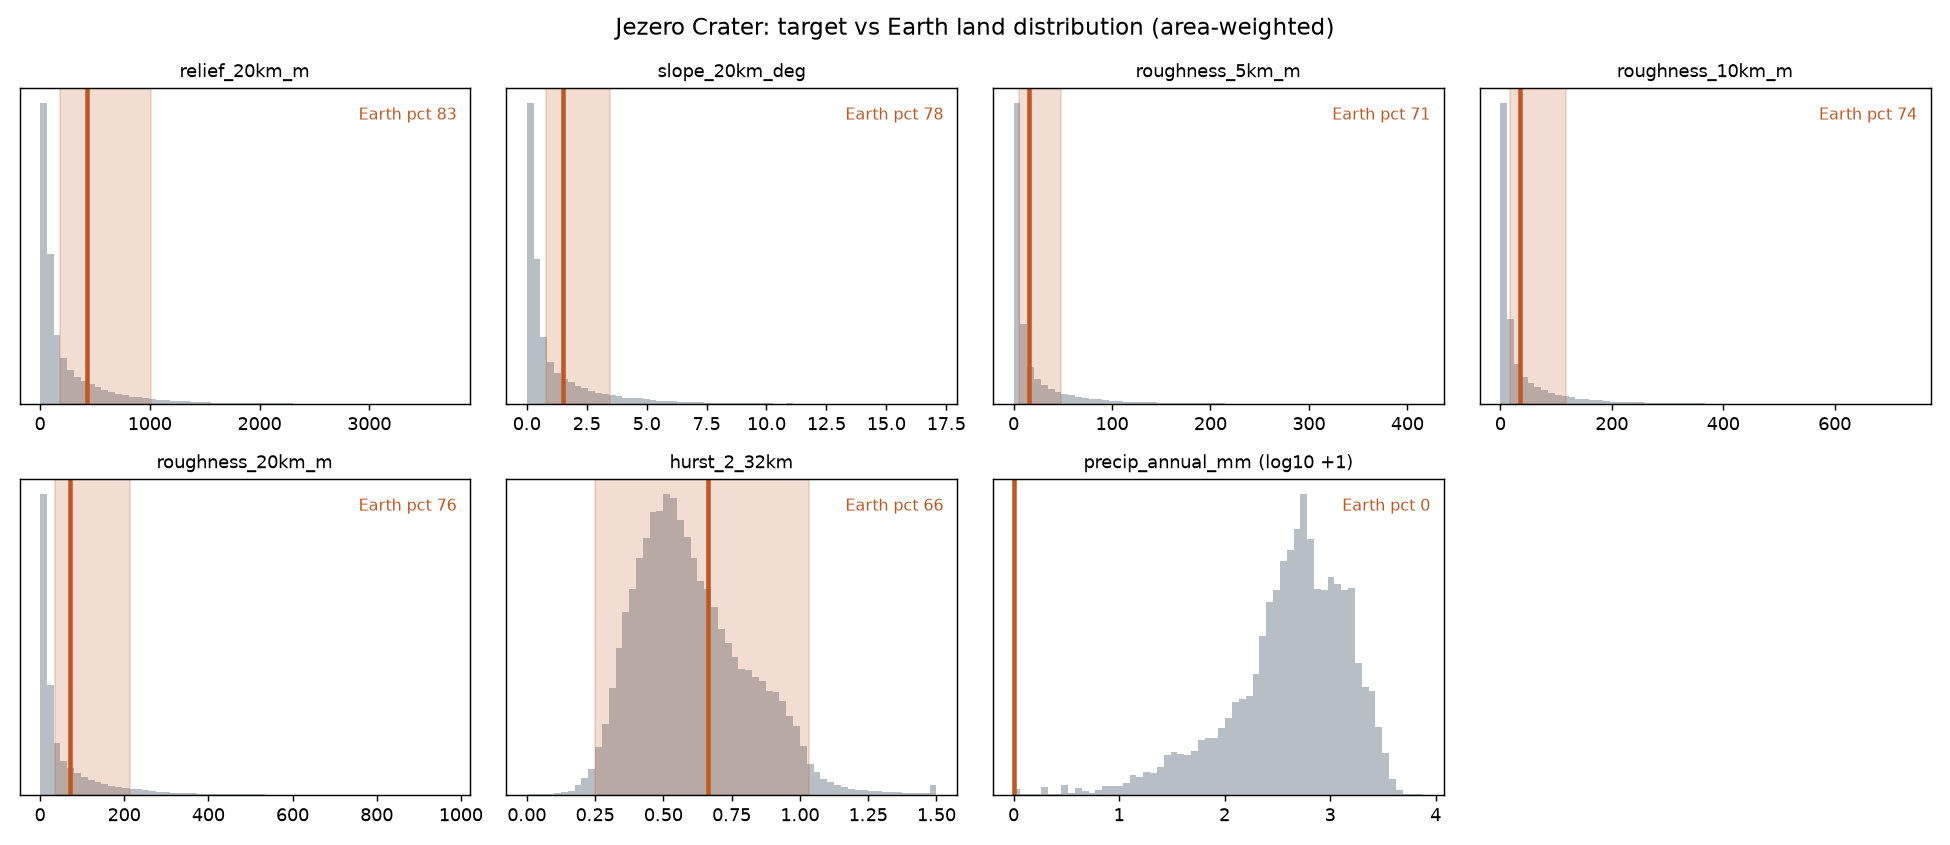 Jezero Crater: target vs Earth land distribution (area-weighted)
relief_20km_m
slope_20km_deg
roughness_5km_m
roughness_10km_m
Earth pct 83
Earth pct 78
Earth pct 71
Earth pct 74
0 1000 2000 3000
0.0 2.5 5.0 7.5 10.0 12.5 15.0 17.5
0 100 200 300 400
0 200 400 600
roughness_20km_m
hurst_2_32km
precip_annual_mm (log10 +1)
Earth pct 76
Earth pct 66
Earth pct 0
0 200 400 600 800 1000
0.00 0.25 0.50 0.75 1.00 1.25 1.50
0 1 2 3 4